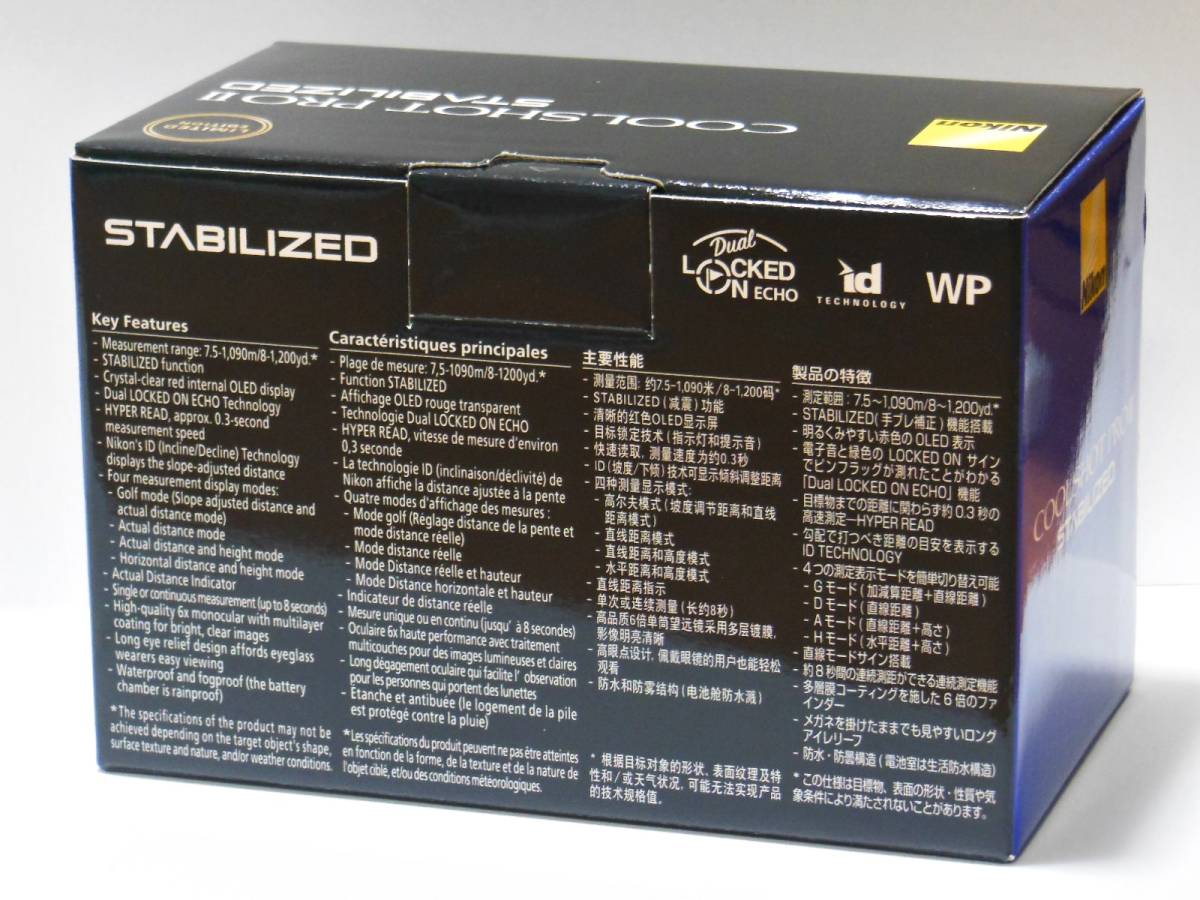 COOLSHOT PROII
STABILIZED
LIMITED
EDITION
Nikon
STABILIZED
Dual
LOCKED
ON ECHO
id
TECHNOLOGY
WP
Key Features
- Measurement range: 7.5-1,090m/8-1,200yd.*
- STABILIZED function
- Crystal-clear red internal OLED display
- Dual LOCKED ON ECHO Technology
- HYPER READ, approx. 0.3-second
measurement speed
- Nikon's ID (Incline/Decline) Technology
displays the slope-adjusted distance
- Four measurement display modes:
- Golf mode (Slope adjusted distance and
actual distance mode)
- Actual distance mode
- Actual distance and height mode
- Horizontal distance and height mode
- Actual Distance Indicator
- Single or continuous measurement (up to 8 seconds)
- High-quality 6x monocular with multilayer
coating for bright, clear images
- Long eye relief design affords eyeglass
wearers easy viewing
- Waterproof and fogproof (the battery
chamber is rainproof)
*The specifications of the product may not be
achieved depending on the target object's shape,
surface texture and nature, and/or weather conditions.
Caractéristiques principales
- Plage de mesure: 7,5-1090m/8-1200yd.*
- Function STABILIZED
- Affichage OLED rouge transparent
- Technologie Dual LOCKED ON ECHO
- HYPER READ, vitesse de mesure d'environ
0,3 seconde
- La technologie ID (inclinaison/déclivité) de
Nikon affiche la distance ajustée à la pente
- Quatre modes d'affichage des mesures :
- Mode golf (Réglage distance de la pente et
mode distance réelle)
- Mode distance réelle
- Mode Distance réelle et hauteur
- Mode Distance horizontale et hauteur
- Indicateur de distance réelle
- Mesure unique ou en continu (jusqu' à 8 secondes)
- Oculaire 6x haute performance avec traitement
multicouches pour des images lumineuses et claires
- Long dégagement oculaire qui facilite l' observation
pour les personnes qui portent des lunettes
- Étanche et antibuée (le logement de la pile
est protégé contre la pluie)
*Les spécifications du produit peuvent ne pas être atteintes
en fonction de la forme, de la texture et de la nature de
l'objet ciblé, et/ou des conditions météorologiques.
主要性能
- 测量范围: 约7.5-1,090米/8-1,200码*
- STABILIZED (减震) 功能
- 清晰的红色OLED显示屏
- 目标锁定技术 (指示灯和提示音)
- 快速读取, 测量速度为约0.3秒
- ID (坡度/下倾) 技术可显示倾斜调整距离
- 四种测量显示模式:
- 高尔夫模式 (坡度调节距离和直线
距离模式)
- 直线距离模式
- 直线距离和高度模式
- 水平距离和高度模式
- 直线距离指示
- 单次或连续测量 (长约8秒)
- 高品质6倍单筒望远镜采用多层镀膜,
影像明亮清晰
- 高眼点设计, 佩戴眼镜的用户也能轻松
观看
- 防水和防雾结构 (电池舱防水溅)
* 根据目标对象的形状、表面纹理及特
性和/或天气状况, 可能无法实现产品
的技术规格值。
製品の特徴
- 測定範囲 : 7.5～1,090m/8～1,200yd.*
- STABILIZED (手ブレ補正) 機能搭載
- 明るくみやすい赤色の OLED 表示
- 電子音と緑色の LOCKED ON サイン
でピンフラッグが測れたことがわかる
「Dual LOCKED ON ECHO」機能
- 目標物までの距離に関わらず約 0.3 秒の
高速測定ーHYPER READ
- 勾配で打つべき距離の目安を表示する
ID TECHNOLOGY
- 4つの測定表示モードを簡単切り替え可能
- Gモード (加減算距離＋直線距離)
- Dモード (直線距離)
- Aモード (直線距離＋高さ)
- Hモード (水平距離＋高さ)
- 直線モードサイン搭載
- 約8秒間の連続測距ができる連続測定機能
- 多層膜コーティングを施した 6 倍のファ
インダー
- メガネを掛けたままでも見やすいロング
アイレリーフ
- 防水・防曇構造 (電池室は生活防水構造)
* この仕様は目標物、表面の形状・性質や気
象条件により満たされないことがあります。
Nikon
COOLSHOT PROII
STABILIZED